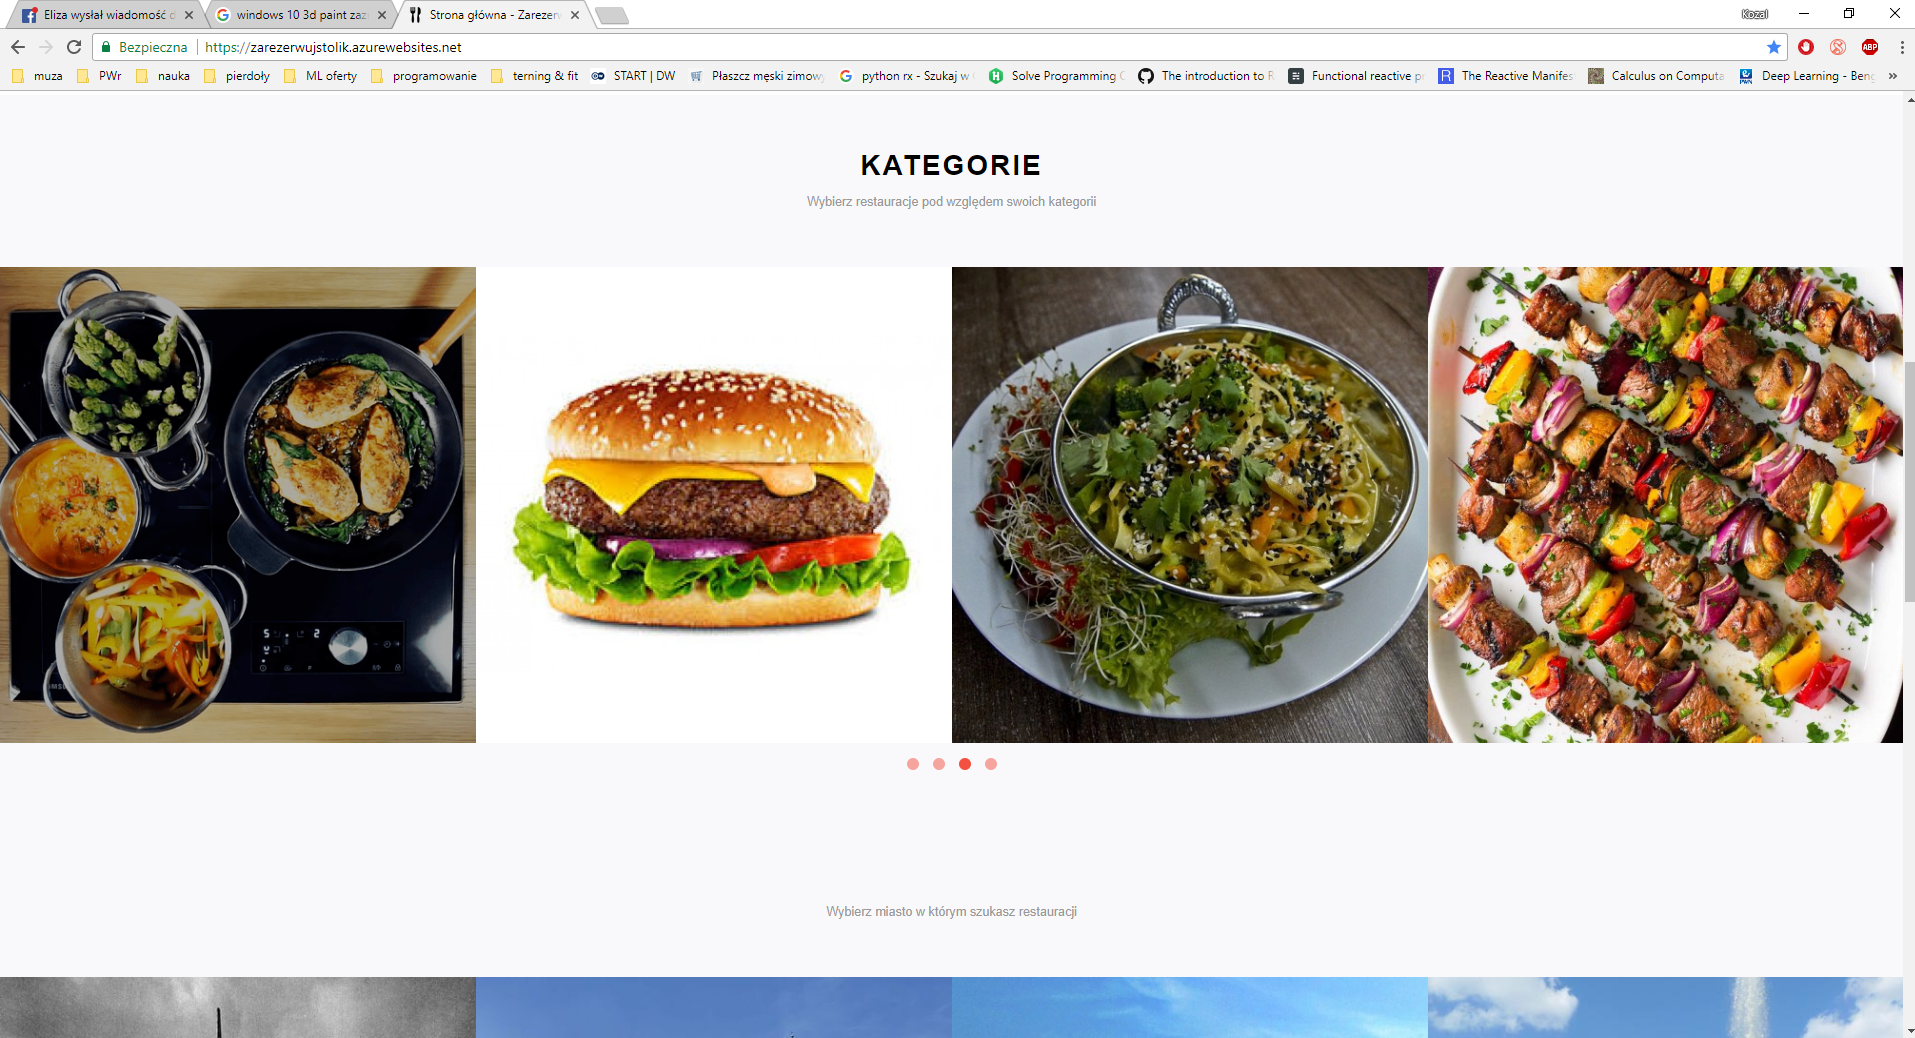 Eliza wysłał wiadomość d
windows 10 3d paint zaz
Strona główna - Zarezerw
Kozal
Bezpieczna
https://zarezerwujstolik.azurewebsites.net
ABP
muza
PWr
nauka
pierdoły
ML oferty
programowanie
terning & fit
START | DW
Płaszcz męski zimowy
python rx - Szukaj w
Solve Programming
The introduction to R
Functional reactive pr
The Reactive Manifes
Calculus on Computa
Deep Learning - Beng
»
KATEGORIE
Wybierz restauracje pod względem swoich kategorii
Wybierz miasto w którym szukasz restauracji